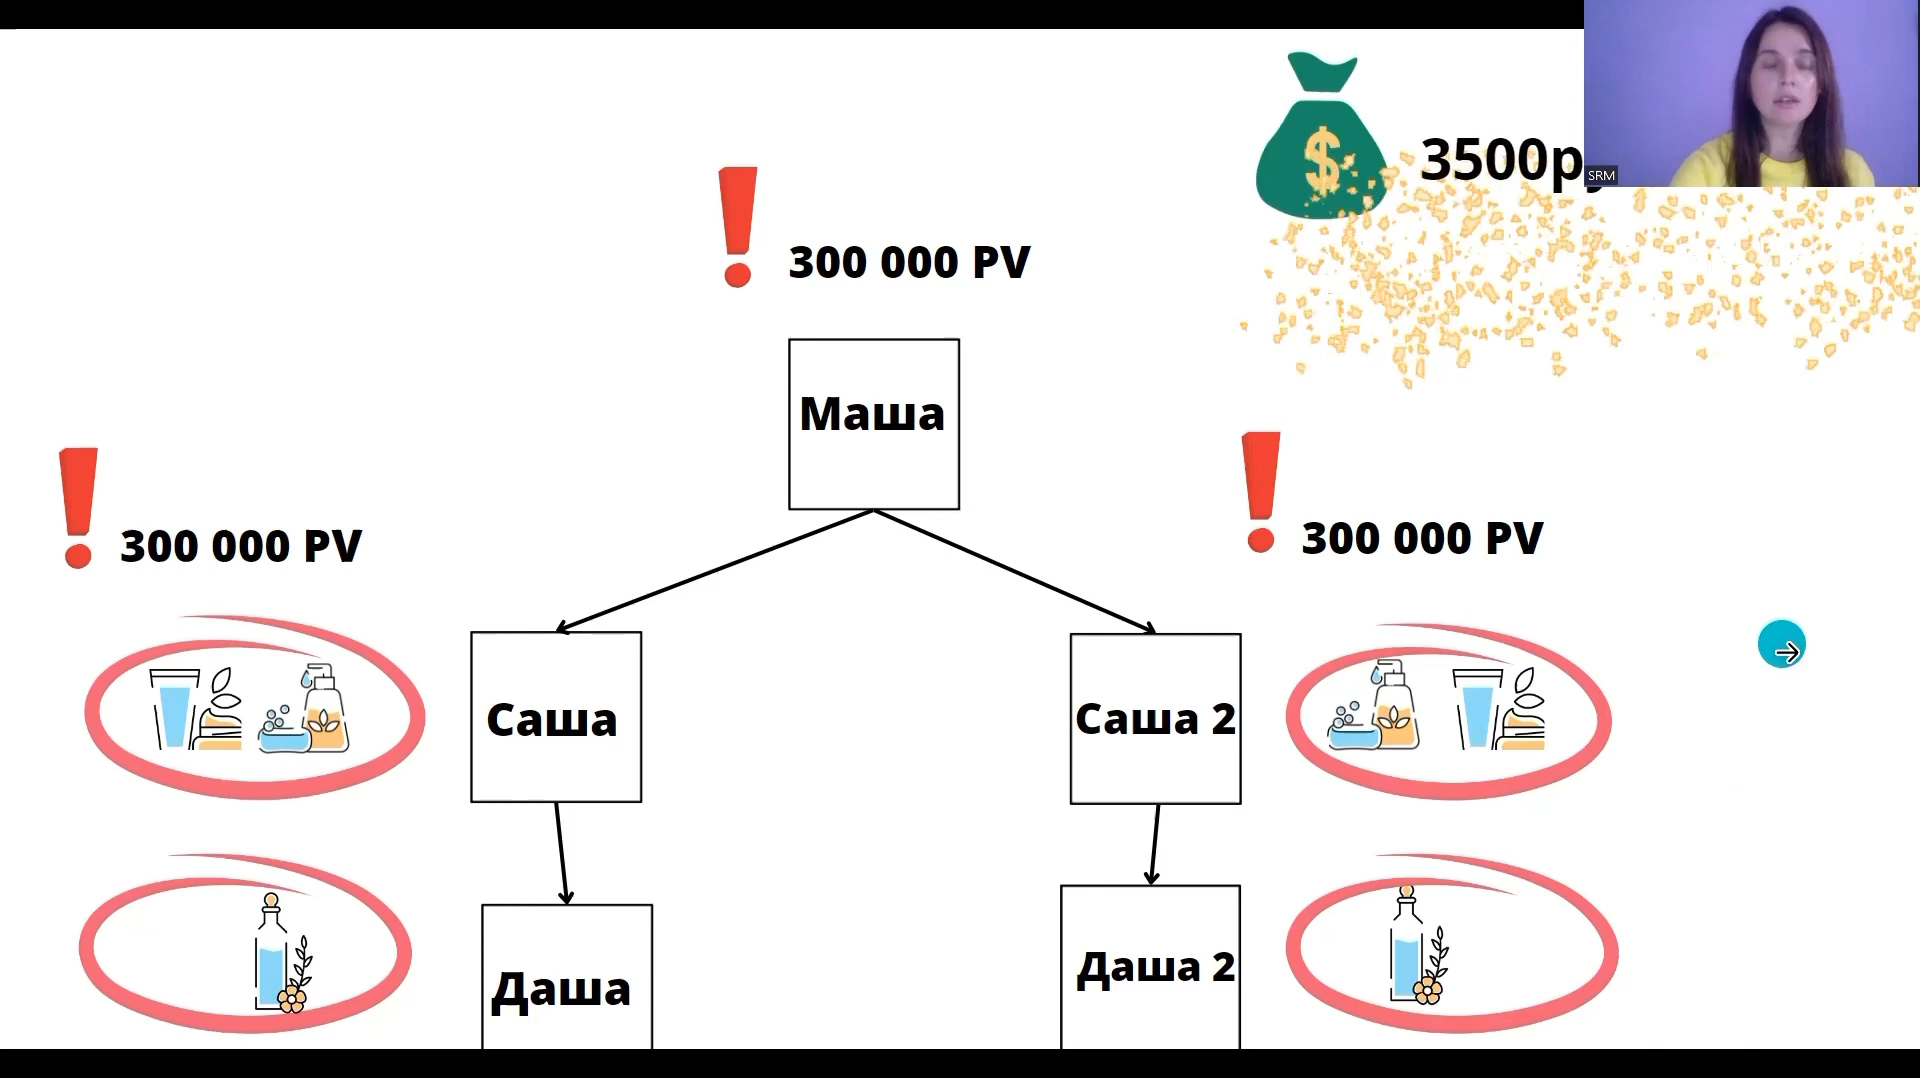 3500р
SRM
300 000 PV
Маша
300 000 PV
300 000 PV
Саша
Саша 2
Даша
Даша 2